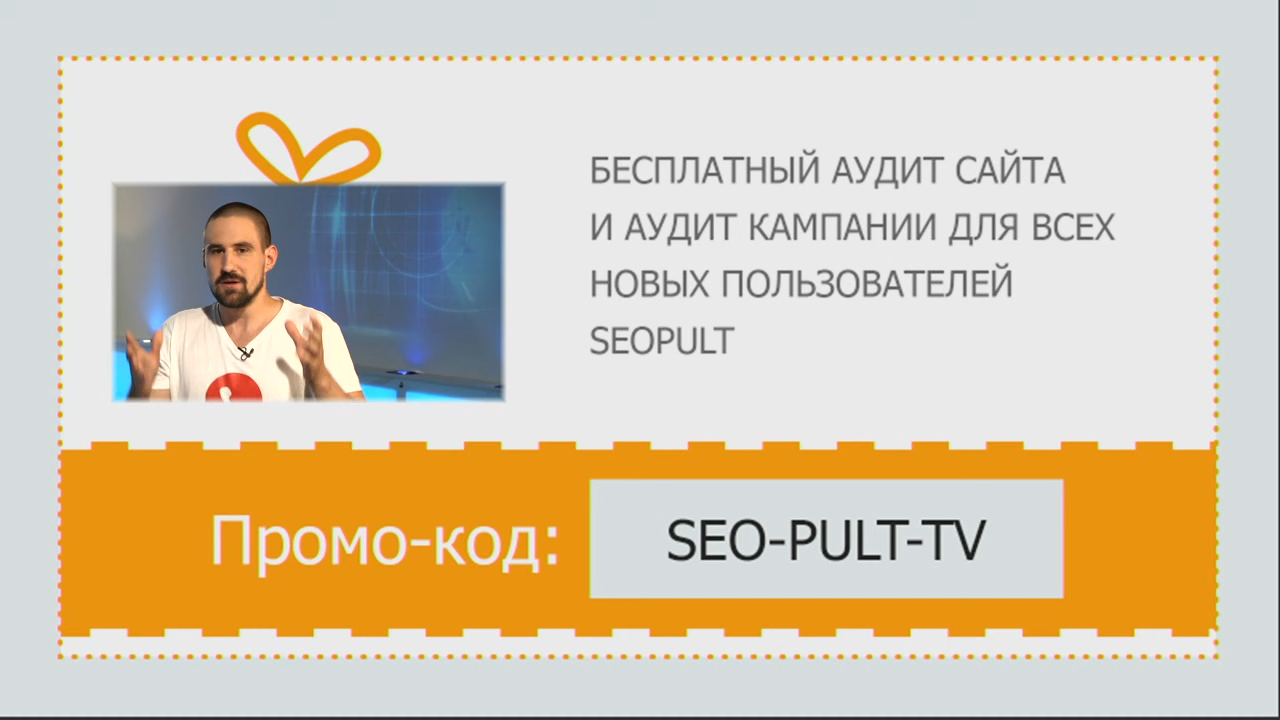 БЕСПЛАТНЫЙ АУДИТ САЙТА
И АУДИТ КАМПАНИИ ДЛЯ ВСЕХ
НОВЫХ ПОЛЬЗОВАТЕЛЕЙ
SEOPULT
Промо-код: SEO-PULT-TV